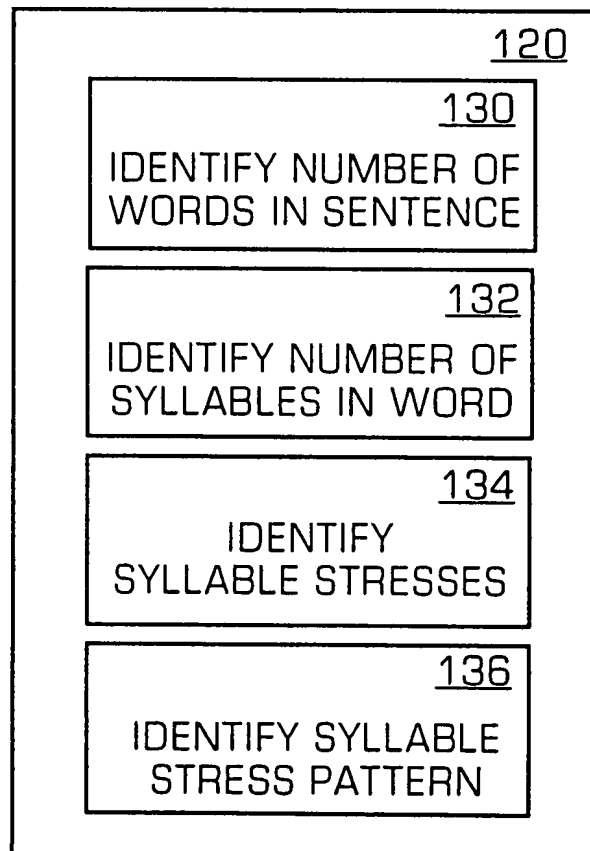 120
130
IDENTIFY NUMBER OF
WORDS IN SENTENCE
132
IDENTIFY NUMBER OF
SYLLABLES IN WORD
134
IDENTIFY
SYLLABLE STRESSES
136
IDENTIFY SYLLABLE
STRESS PATTERN